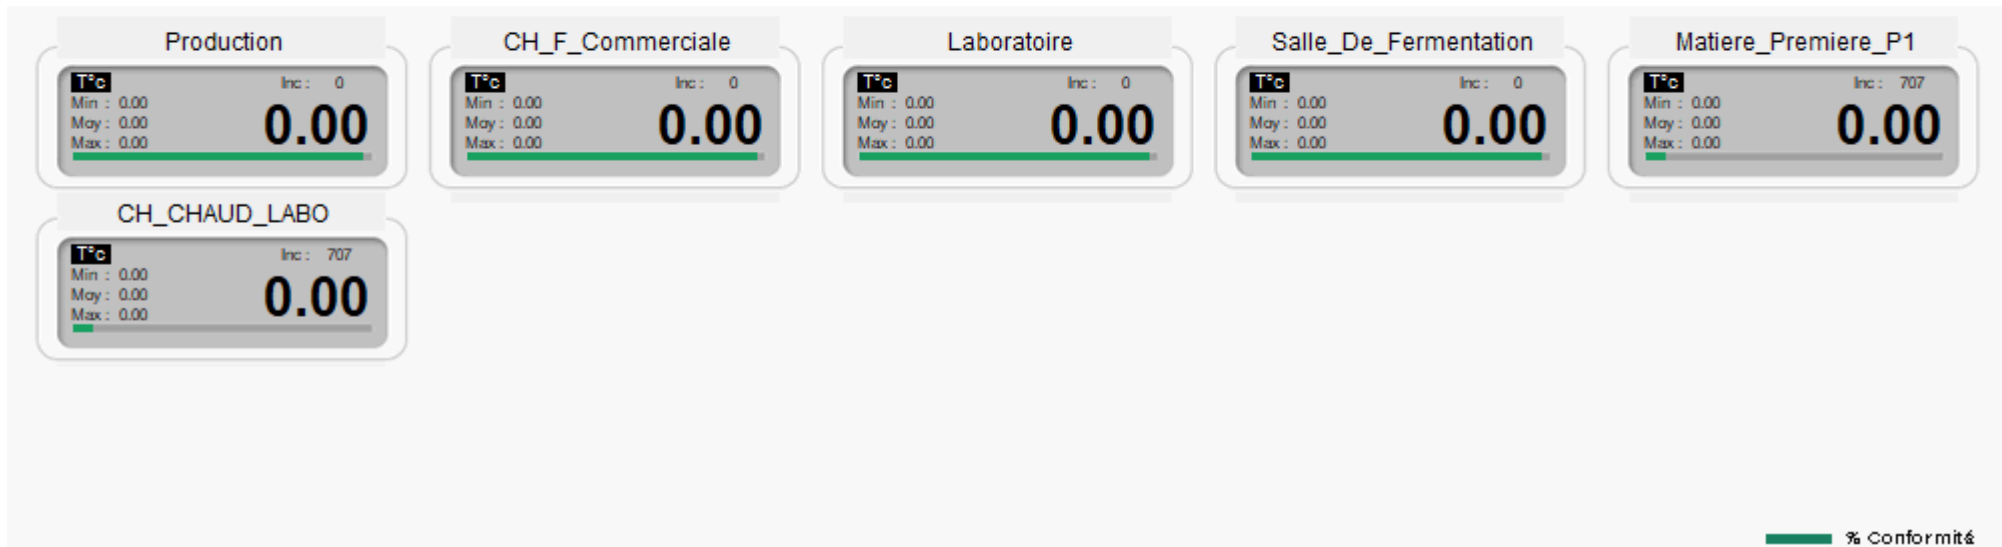 Production
T°c Inc : 0
Min : 0.00
Moy : 0.00
Max : 0.00
0.00
CH_F_Commerciale
T°c Inc : 0
Min : 0.00
Moy : 0.00
Max : 0.00
0.00
Laboratoire
T°c Inc : 0
Min : 0.00
Moy : 0.00
Max : 0.00
0.00
Salle_De_Fermentation
T°c Inc : 0
Min : 0.00
Moy : 0.00
Max : 0.00
0.00
Matiere_Premiere_P1
T°c Inc : 707
Min : 0.00
Moy : 0.00
Max : 0.00
0.00
CH_CHAUD_LABO
T°c Inc : 707
Min : 0.00
Moy : 0.00
Max : 0.00
0.00
% Conformité